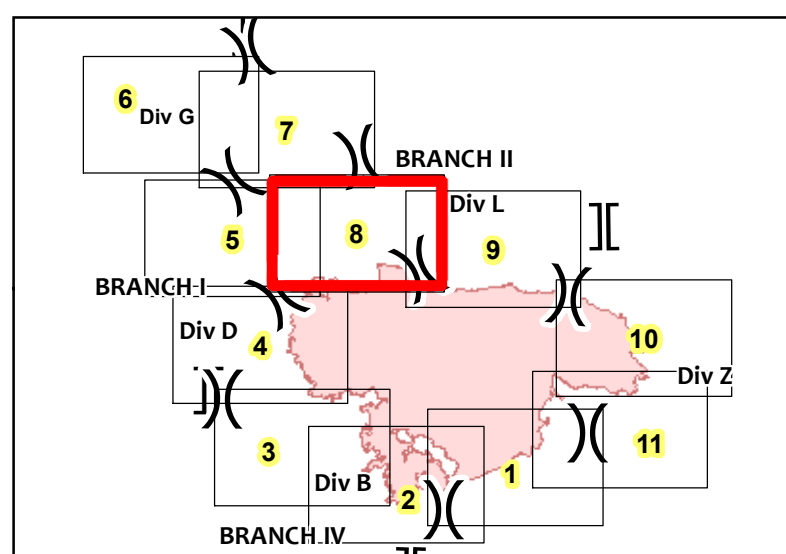 6
Div G
7
BRANCH II
Div L
8
5
9
BRANCH I
Div D
4
10
Div Z
3
11
1
Div B
2
BRANCH IV